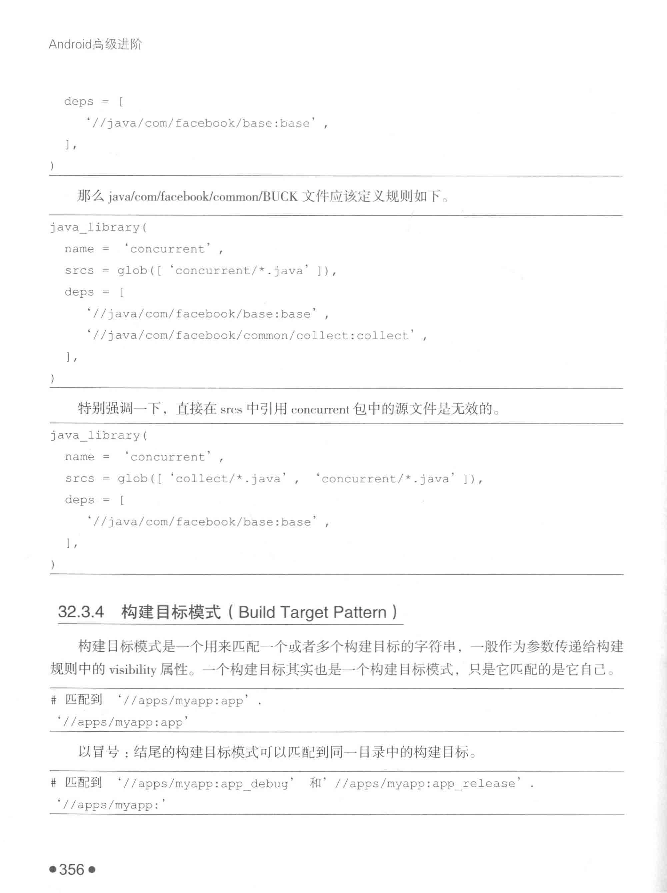 Android高级进阶
deps = [
‘//java/com/facebook/base:base’,
],
)
那么 java/com/facebook/common/BUCK 文件应该定义规则如下。
java_library(
name = ‘concurrent’,
srcs = glob([‘concurrent/*.java’]),
deps = [
‘//java/com/facebook/base:base’,
‘//java/com/facebook/common/collect:collect’,
],
)
特别强调一下，直接在 srcs 中引用 concurrent 包中的源文件是无效的。
java_library(
name = ‘concurrent’,
srcs = glob([‘collect/*.java’, ‘concurrent/*.java’]),
deps = [
‘//java/com/facebook/base:base’,
],
)
32.3.4 构建目标模式（Build Target Pattern）
构建目标模式是一个用来匹配一个或者多个构建目标的字符串，一般作为参数传递给构建
规则中的 visibility 属性。一个构建目标其实也是一个构建目标模式，只是它匹配的是它自己。
# 匹配到 ‘//apps/myapp:app’.
‘//apps/myapp:app’
以冒号 : 结尾的构建目标模式可以匹配到同一目录中的构建目标。
# 匹配到 ‘//apps/myapp:app_debug’ 和’//apps/myapp:app_release’.
‘//apps/myapp:’
●356●